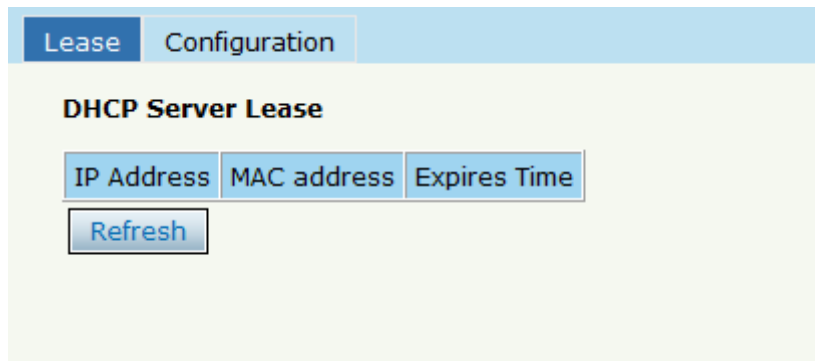 Lease Configuration
DHCP Server Lease
IP Address MAC address Expires Time
Refresh